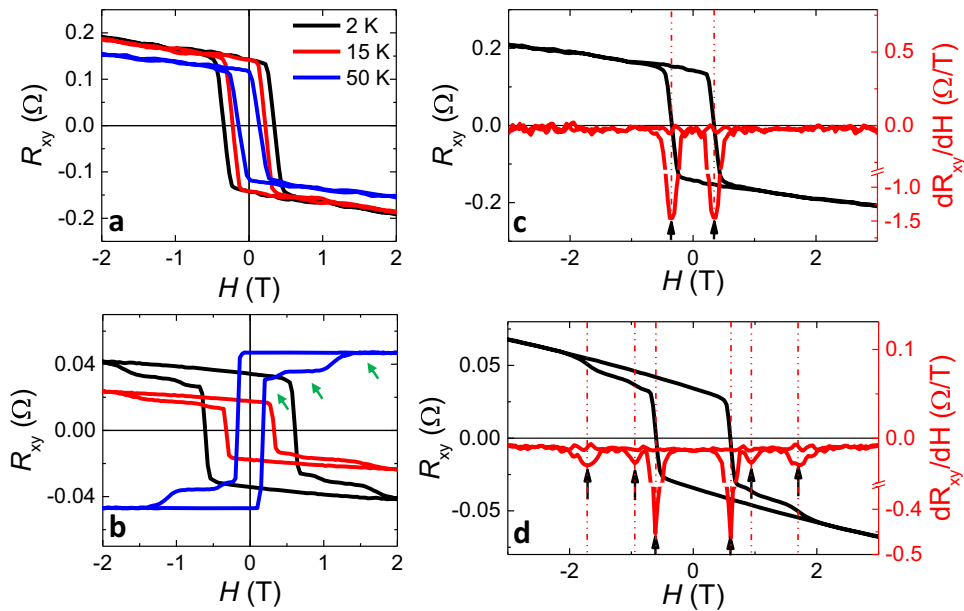 0.2
0.1
0.0
-0.1
-0.2
R_xy (Ω)
2 K
15 K
50 K
a
-2 -1 0 1 2
H (T)
0.2
0.0
-0.2
R_xy (Ω)
c
-2 0 2
H (T)
0.5
0.0
-1.0
-1.5
dR_xy/dH (Ω/T)
0.04
0.00
-0.04
R_xy (Ω)
b
-2 -1 0 1 2
H (T)
0.05
0.00
-0.05
R_xy (Ω)
d
-2 0 2
H (T)
0.1
0.0
-0.4
-0.5
dR_xy/dH (Ω/T)